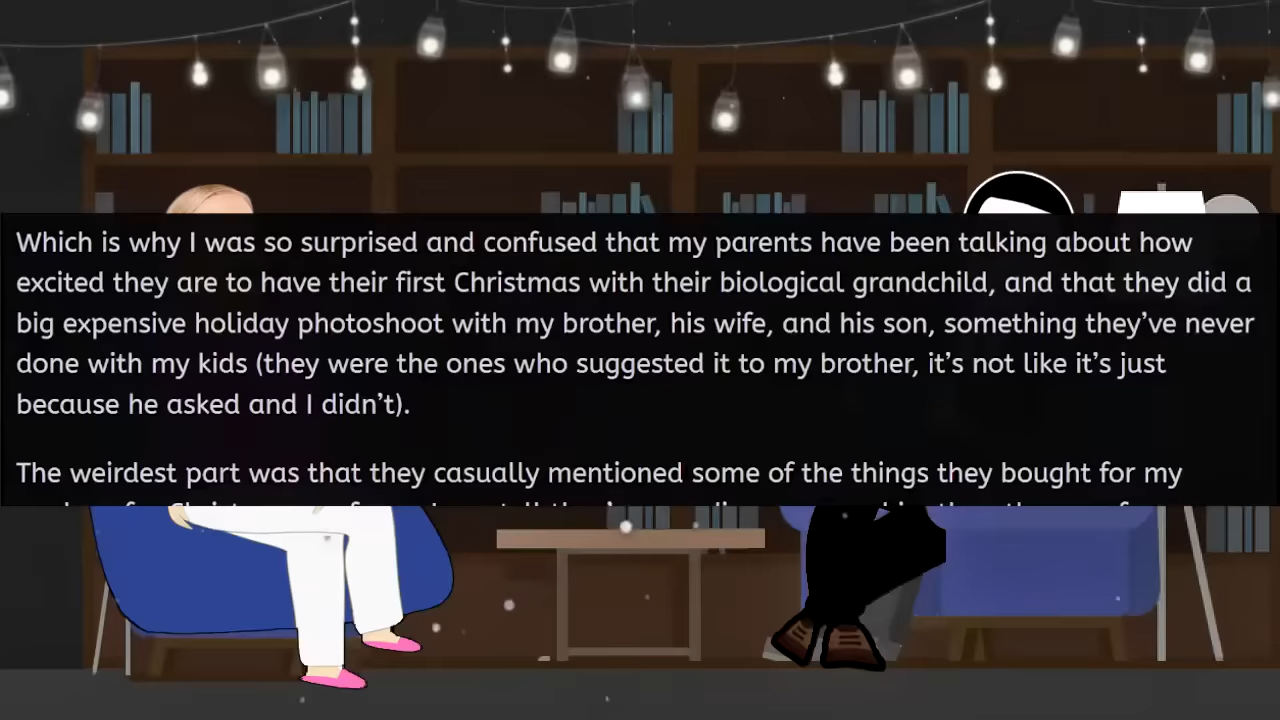 Which is why I was so surprised and confused that my parents have been talking about how
excited they are to have their first Christmas with their biological grandchild, and that they did a
big expensive holiday photoshoot with my brother, his wife, and his son, something they’ve never
done with my kids (they were the ones who suggested it to my brother, it’s not like it’s just
because he asked and I didn’t).
The weirdest part was that they casually mentioned some of the things they bought for my